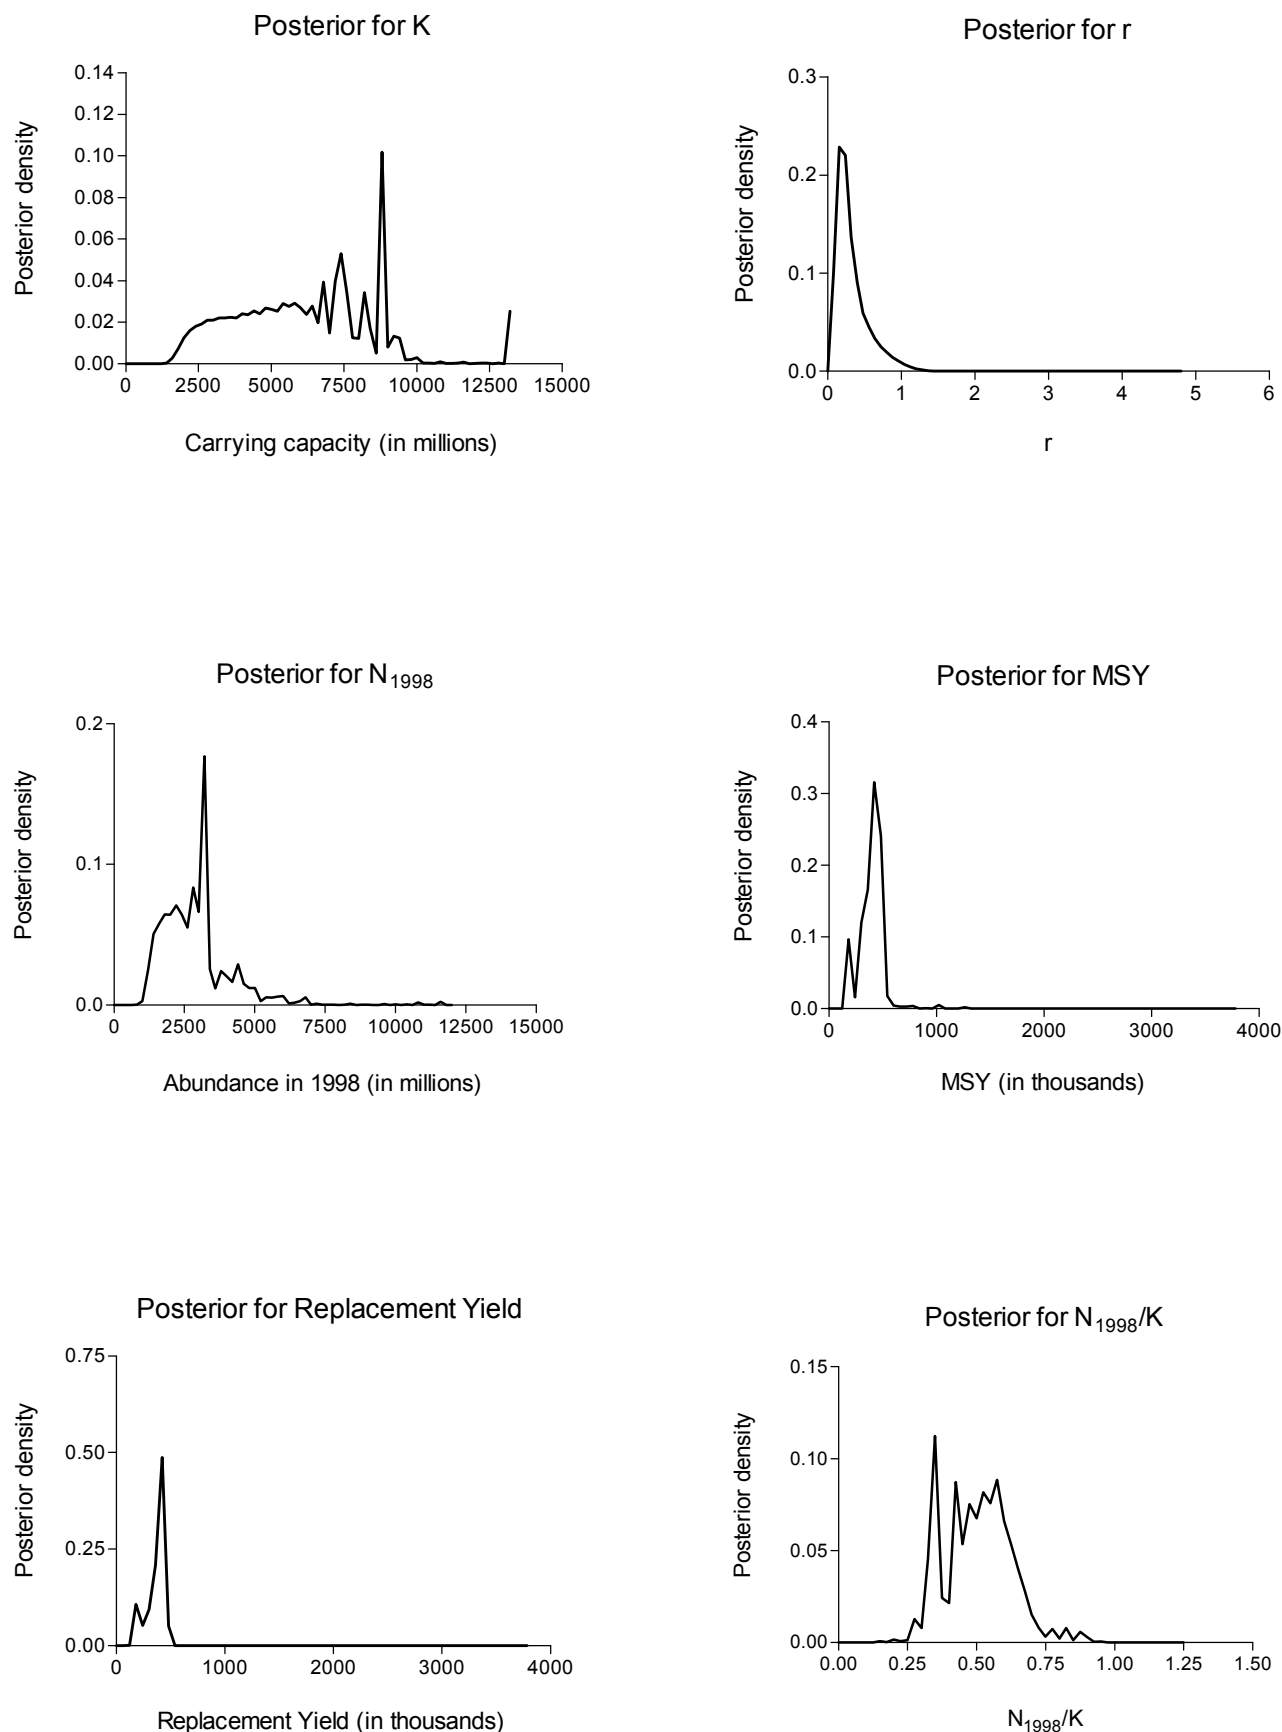 Posterior for K
Posterior density
0.14
0.12
0.10
0.08
0.06
0.04
0.02
0.00
0 2500 5000 7500 10000 12500 15000
Carrying capacity (in millions)
Posterior for r
Posterior density
0.3
0.2
0.1
0.0
0 1 2 3 4 5 6
r
Posterior for N1998
Posterior density
0.2
0.1
0.0
0 2500 5000 7500 10000 12500 15000
Abundance in 1998 (in millions)
Posterior for MSY
Posterior density
0.4
0.3
0.2
0.1
0.0
0 1000 2000 3000 4000
MSY (in thousands)
Posterior for Replacement Yield
Posterior density
0.75
0.50
0.25
0.00
0 1000 2000 3000 4000
Replacement Yield (in thousands)
Posterior for N1998/K
Posterior density
0.15
0.10
0.05
0.00
0.00 0.25 0.50 0.75 1.00 1.25 1.50
N1998/K